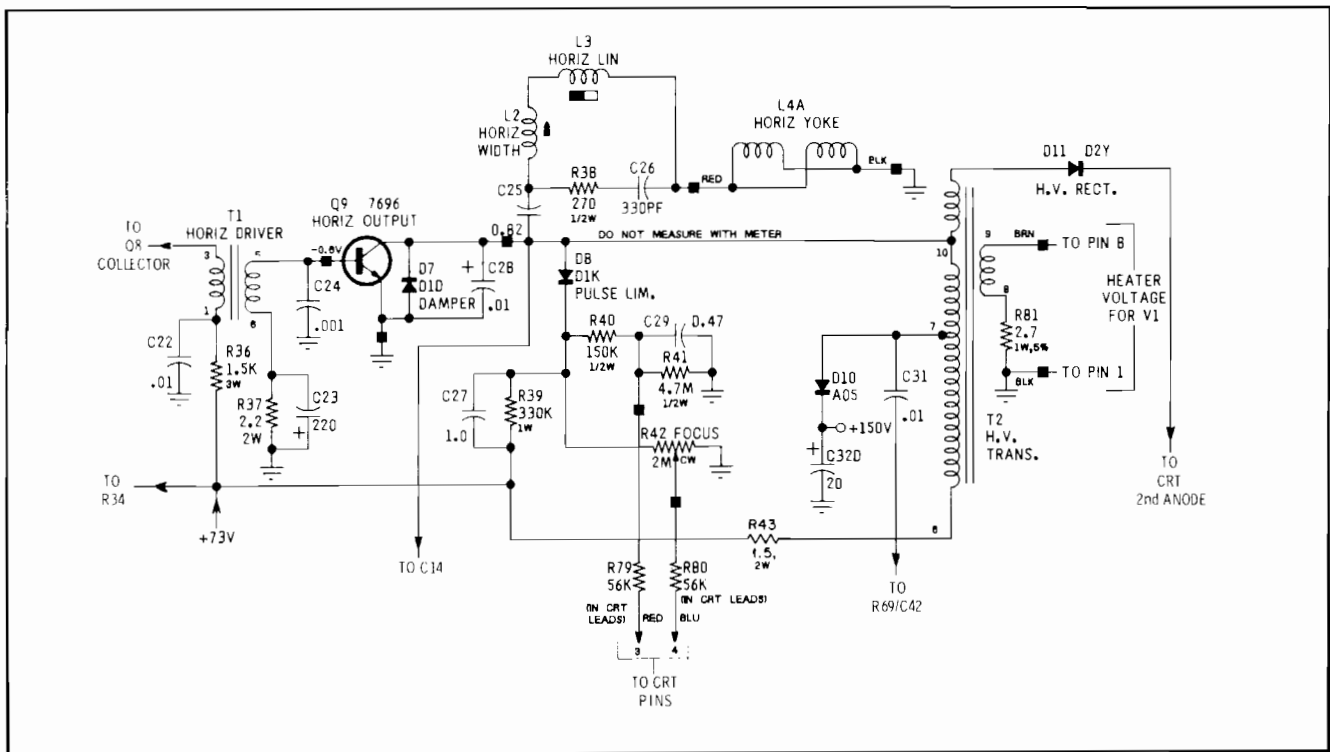 L3
HORIZ LIN
L2
HORIZ
WIDTH
L4A
HORIZ YOKE
RED
BLK
D11 D2Y
H.V. RECT.
R38
270
1/2W
C26
330PF
C25
0.82
Q9 7696
HORIZ OUTPUT
TO
Q8
COLLECTOR
T1
HORIZ DRIVER
3
5
1
6
-0.6V
DO NOT MEASURE WITH METER
D7
D1D
DAMPER
C28
+
.01
D8
D1K
PULSE LIM.
C24
.001
C22
.01
R36
1.5K
3W
R37
2.2
2W
C23
220
+
R40
150K
1/2W
C29
0.47
R41
4.7M
1/2W
C27
1.0
R39
330K
1W
R42 FOCUS
2M
CW
10
9
BRN
TO PIN 8
8
R81
2.7
1W,5%
BLK
TO PIN 1
HEATER
VOLTAGE
FOR V1
7
D10
A05
C31
.01
+150V
+
C32D
20
T2
H.V.
TRANS.
TO
CRT
2nd ANODE
TO
R34
+73V
TO C14
R43
1.5,
2W
6
TO
R69/C42
R79
56K
(IN CRT
LEADS)
RED
R80
56K
(IN CRT LEADS)
BLU
3
4
TO CRT
PINS